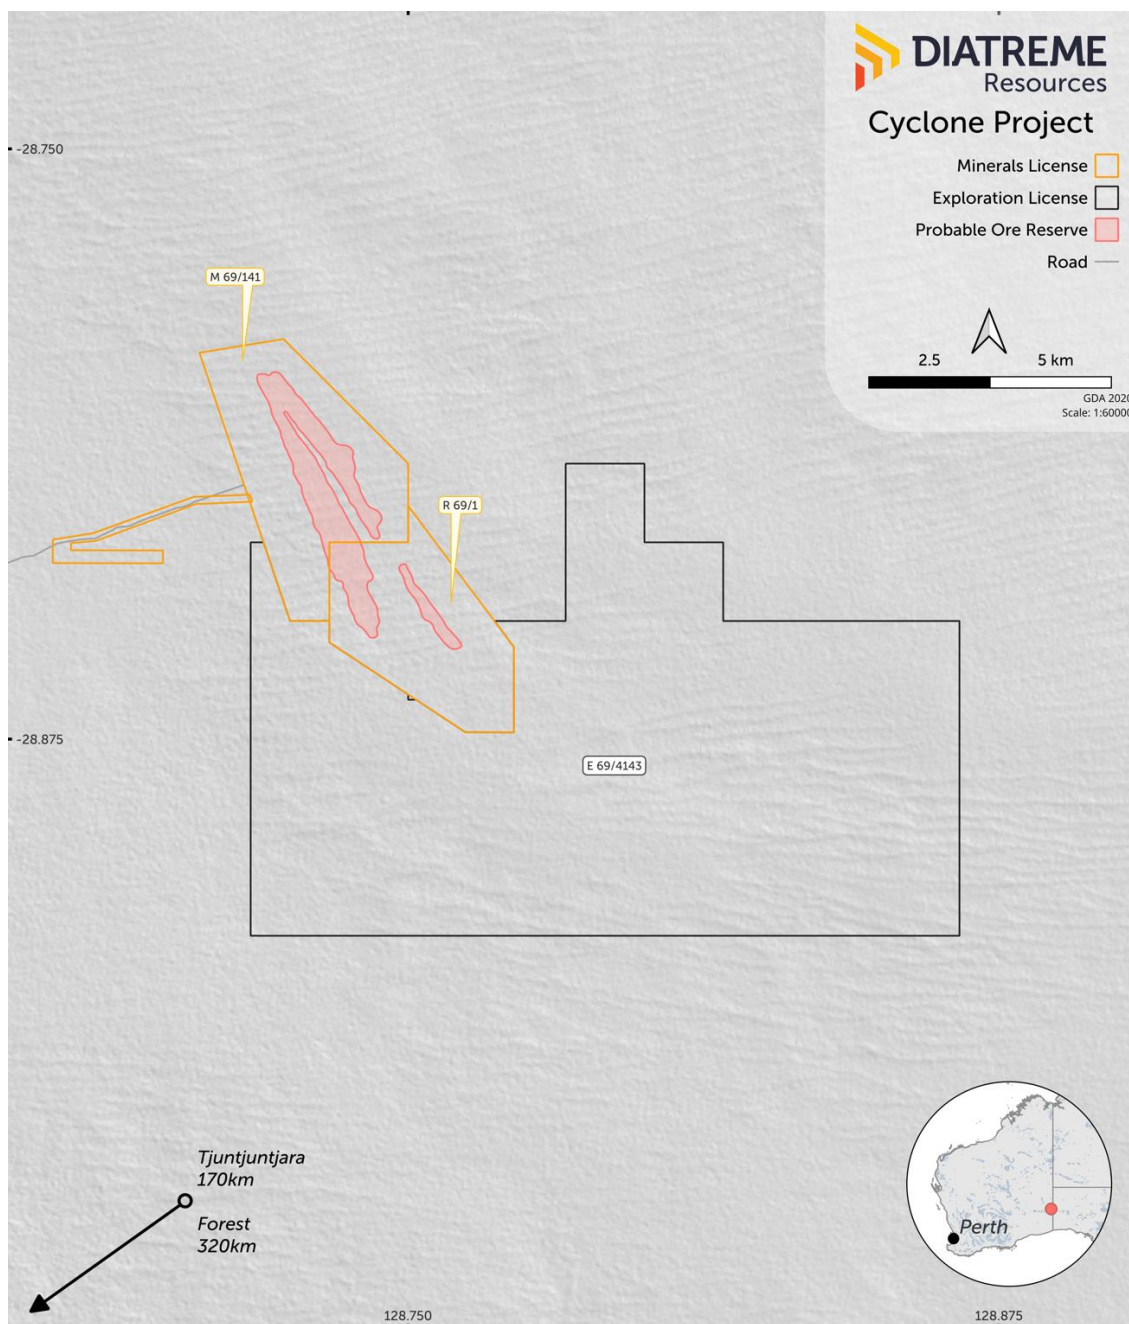 DIATREME
Resources
Cyclone Project
-28.750
Minerals License
Exploration License
Probable Ore Reserve
Road
M 69/141
2.5 5 km
GDA 2020
Scale: 1:60000
R 69/1
-28.875
E 69/4143
Tjuntjuntjara
170km
Forest
320km
Perth
128.750 128.875